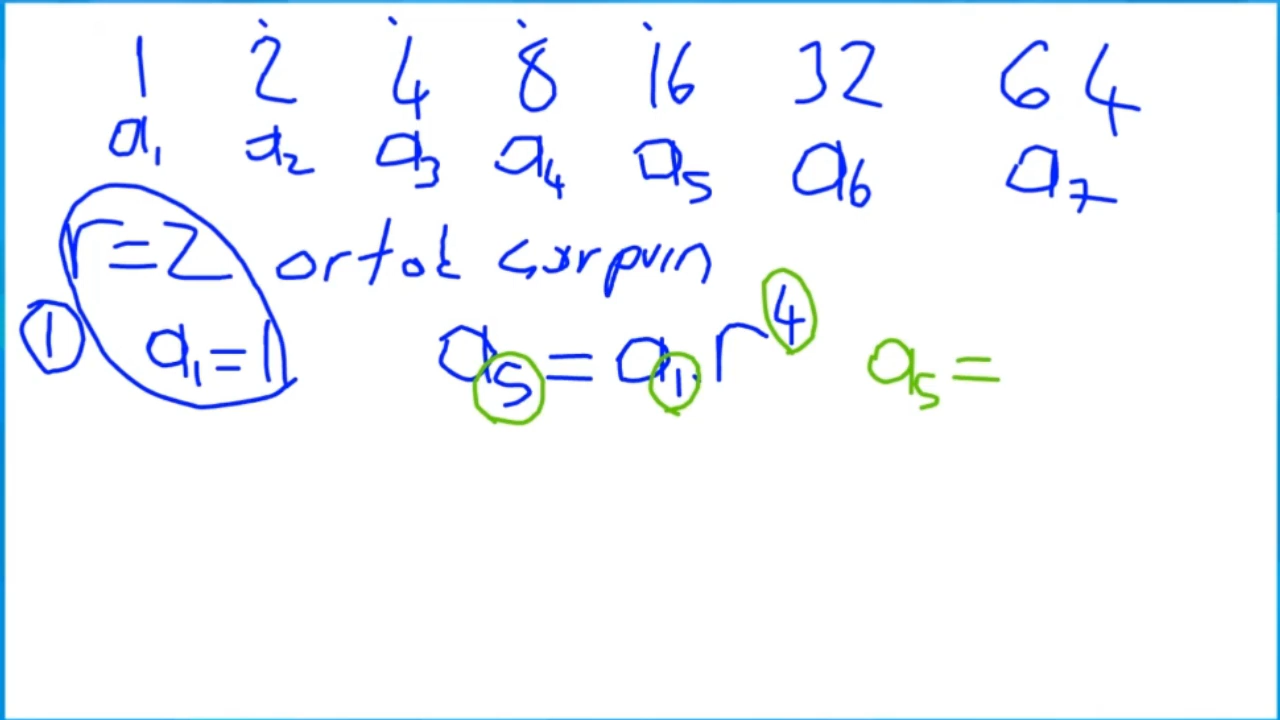 1 2 4 8 16 32 64
a₁ a₂ a₃ a₄ a₅ a₆ a₇
r=2 ortak çarpan
① a₁=1 a₅=a₁.r⁴ a₅=